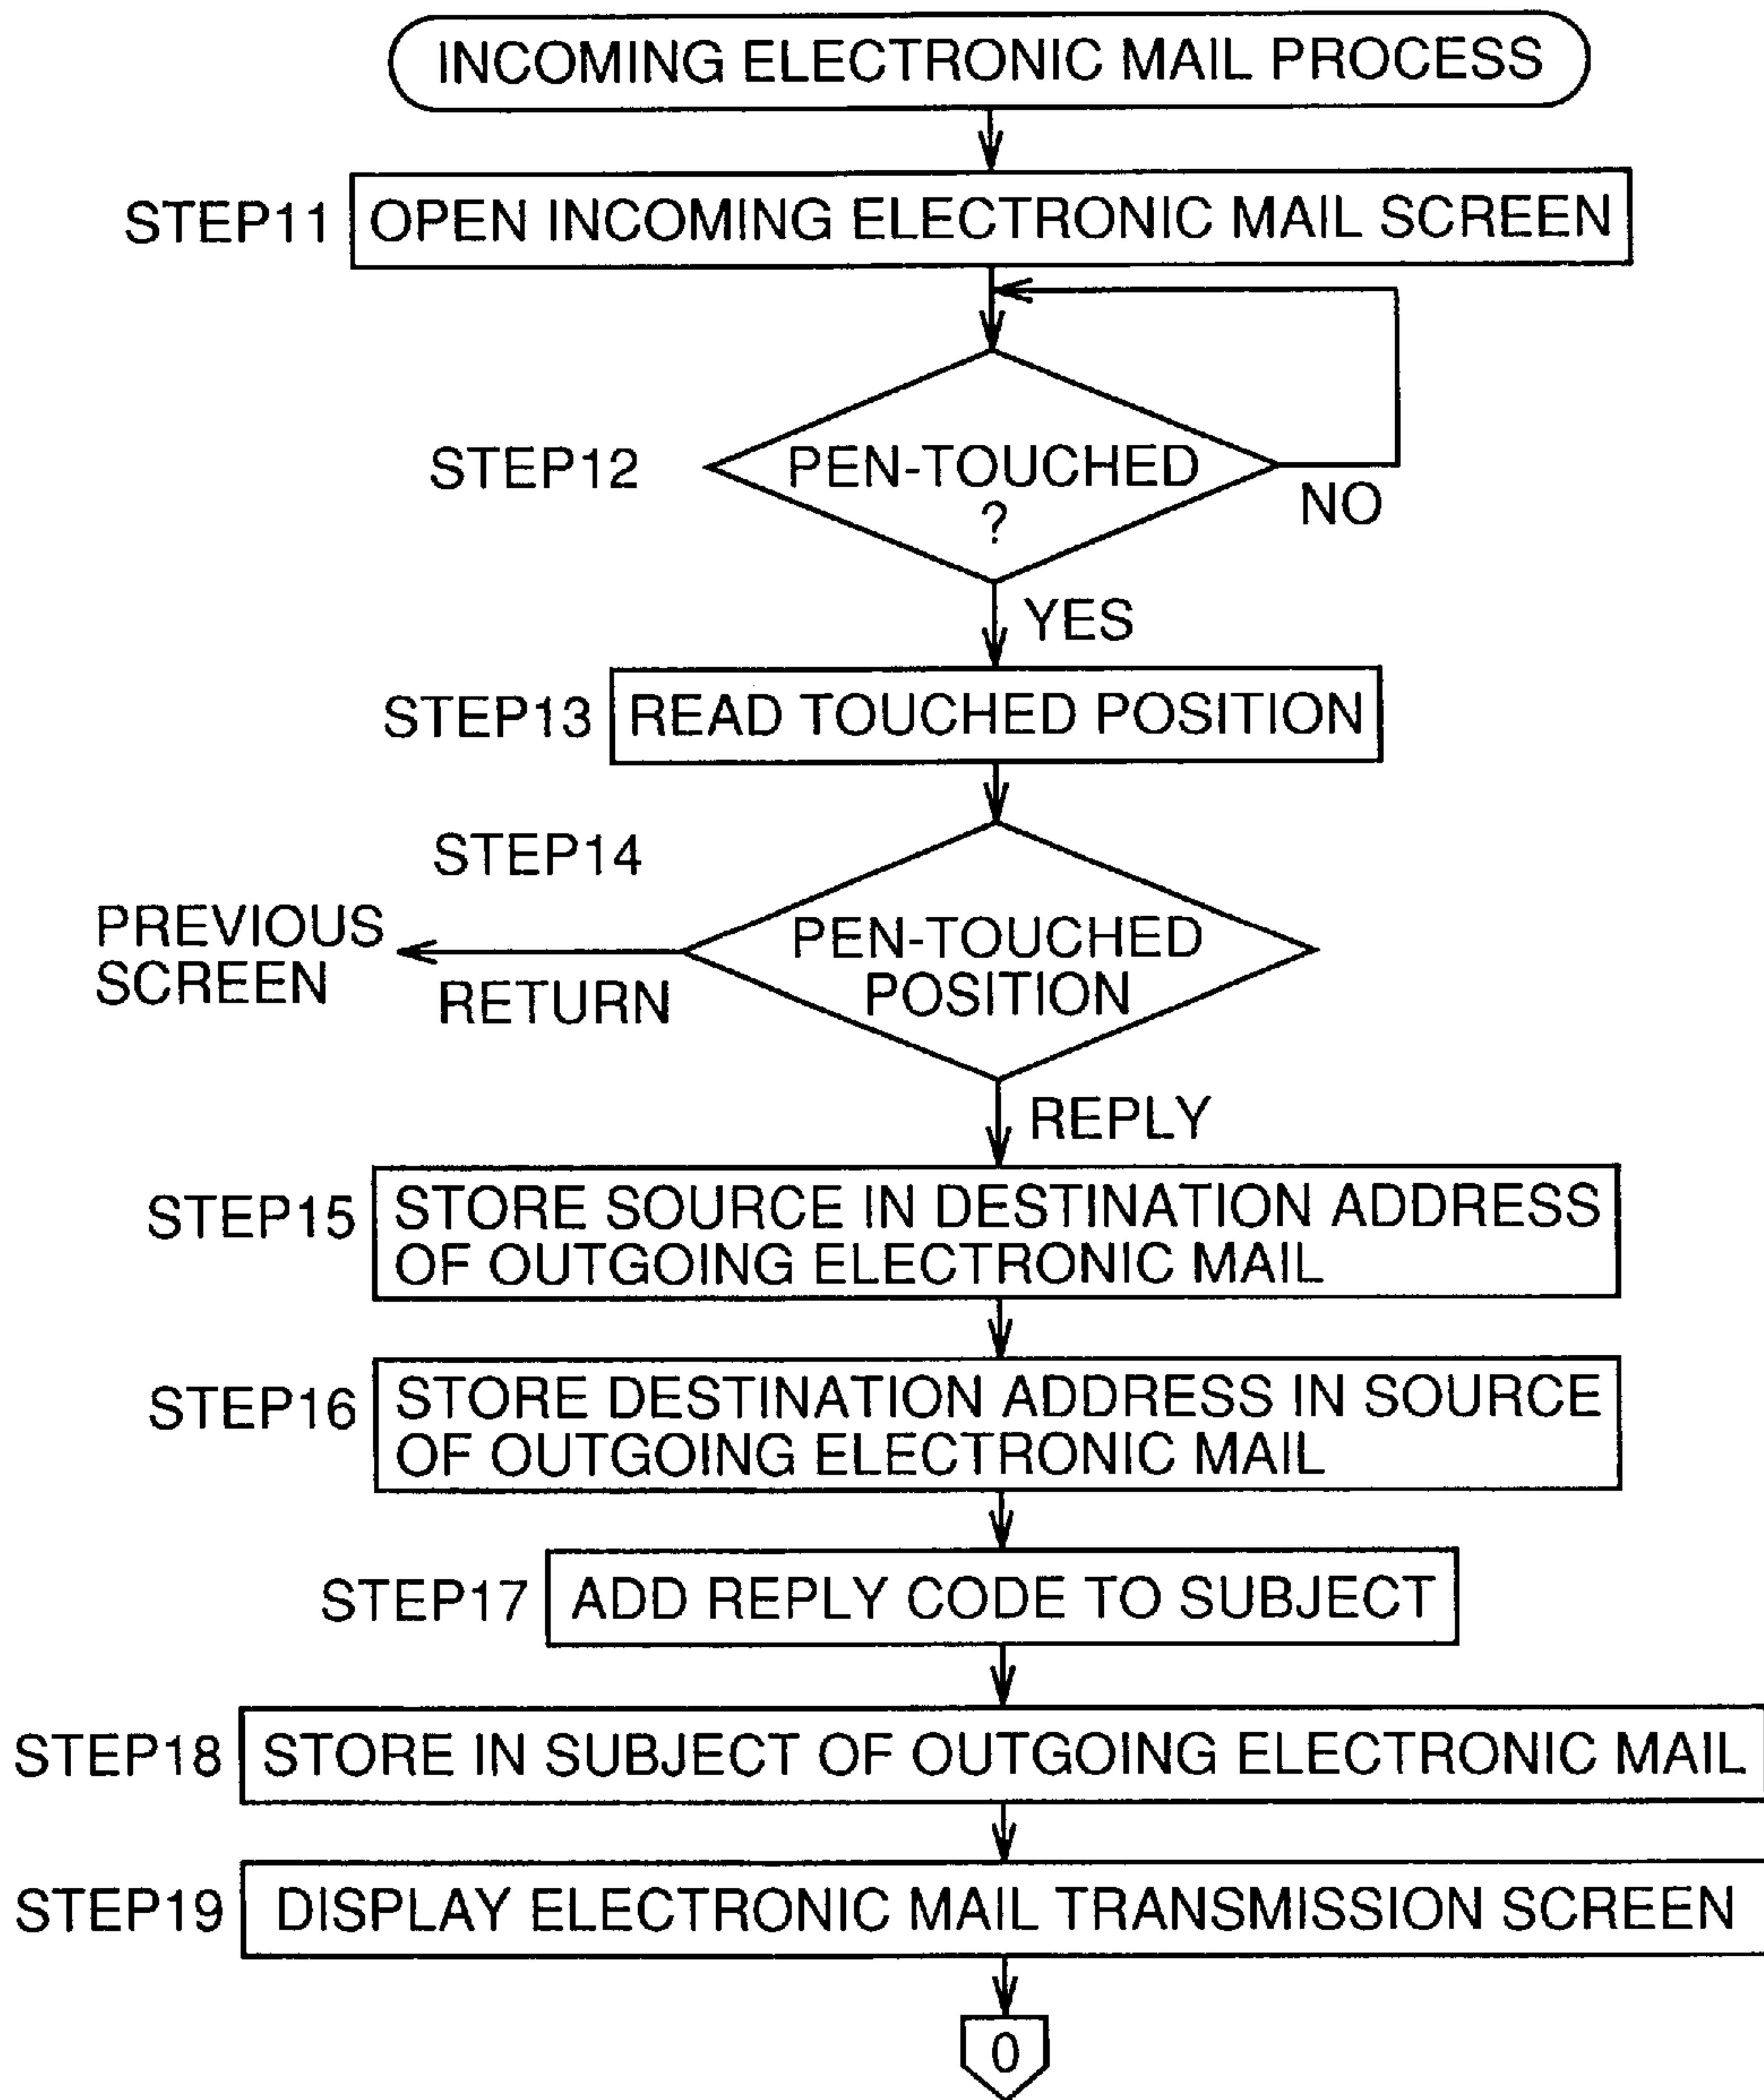 INCOMING ELECTRONIC MAIL PROCESS
STEP11
OPEN INCOMING ELECTRONIC MAIL SCREEN
STEP12
PEN-TOUCHED
?
NO
YES
STEP13
READ TOUCHED POSITION
STEP14
PEN-TOUCHED
POSITION
PREVIOUS
SCREEN
RETURN
REPLY
STEP15
STORE SOURCE IN DESTINATION ADDRESS
OF OUTGOING ELECTRONIC MAIL
STEP16
STORE DESTINATION ADDRESS IN SOURCE
OF OUTGOING ELECTRONIC MAIL
STEP17
ADD REPLY CODE TO SUBJECT
STEP18
STORE IN SUBJECT OF OUTGOING ELECTRONIC MAIL
STEP19
DISPLAY ELECTRONIC MAIL TRANSMISSION SCREEN
0